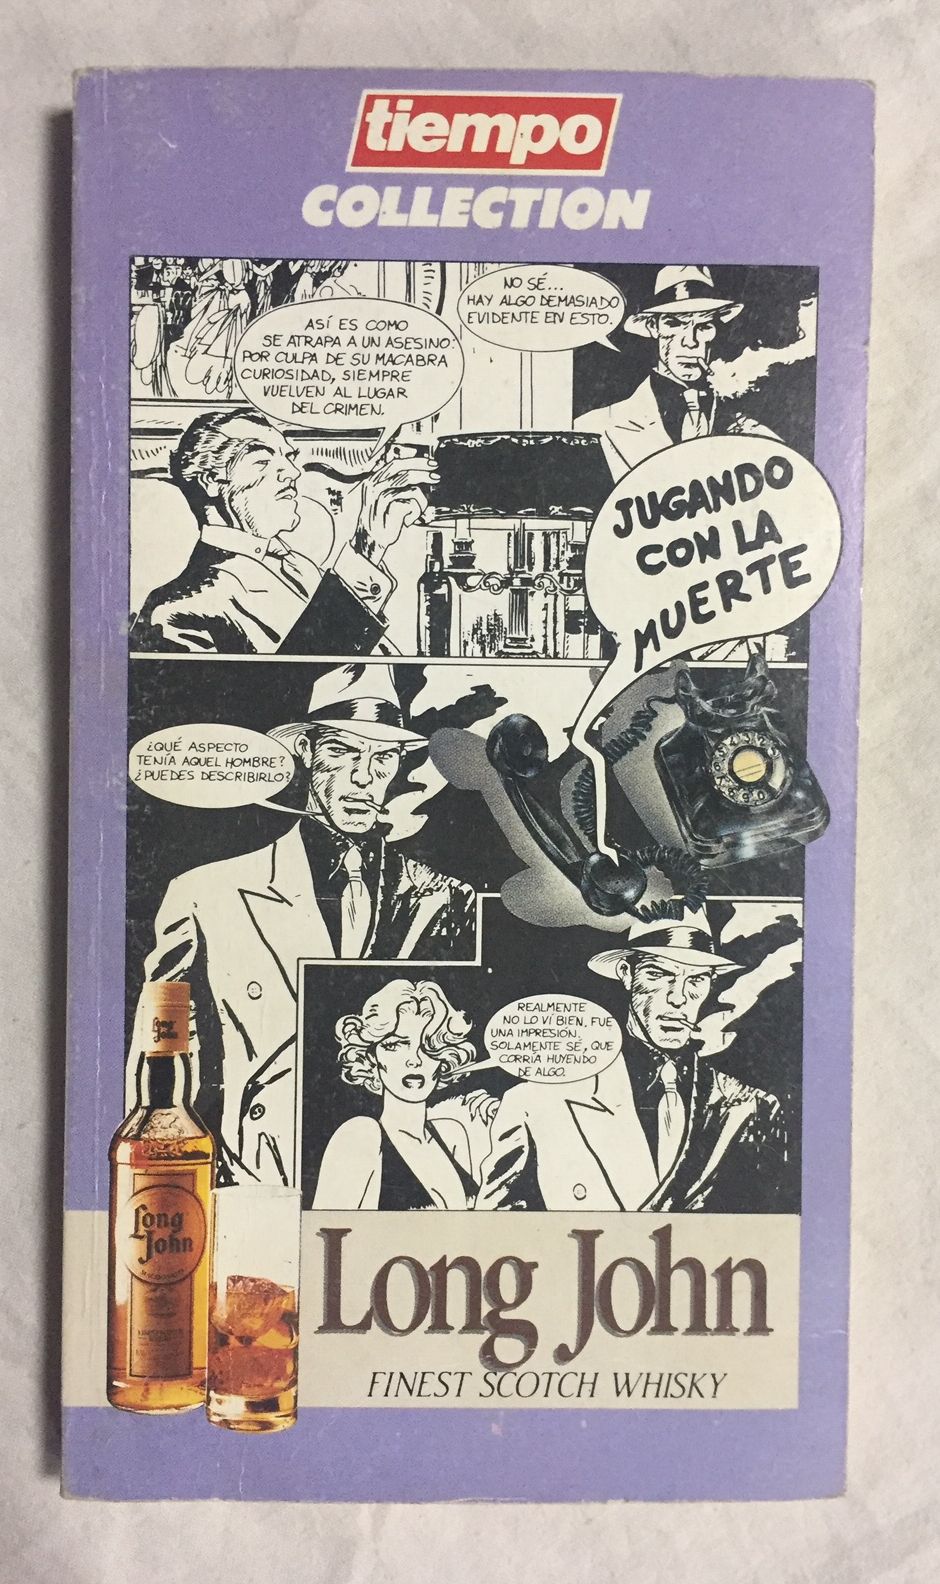 tiempo
COLLECTION
ASÍ ES COMO
SE ATRAPA A UN ASESINO:
POR CULPA DE SU MACABRA
CURIOSIDAD, SIEMPRE
VUELVEN AL LUGAR
DEL CRIMEN.
NO SÉ...
HAY ALGO DEMASIADO
EVIDENTE EN ESTO.
JUGANDO
CON LA
MUERTE
¿QUÉ ASPECTO
TENÍA AQUEL HOMBRE?
¿PUEDES DESCRIBIRLO?
REALMENTE
NO LO VÍ BIEN, FUE
UNA IMPRESIÓN.
SOLAMENTE SÉ, QUE
CORRÍA HUYENDO
DE ALGO.
Long
John
Long
John
Long John
FINEST SCOTCH WHISKY